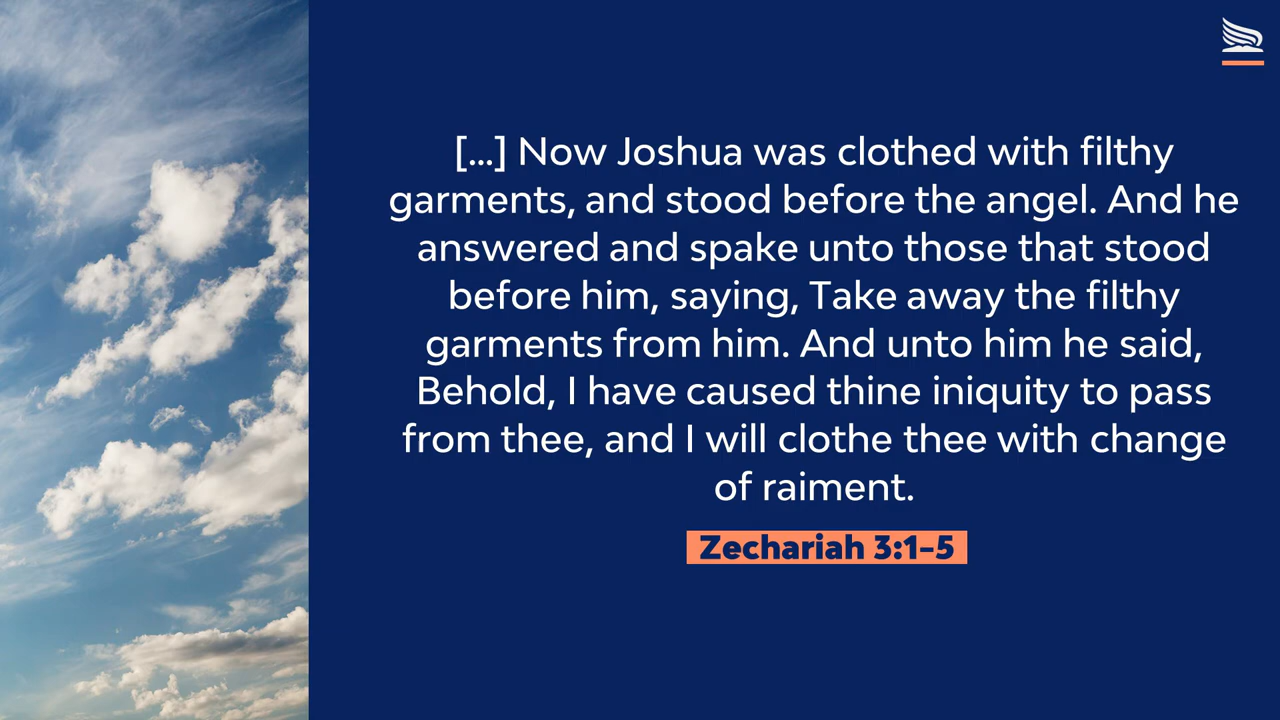 [...] Now Joshua was clothed with filthy
garments, and stood before the angel. And he
answered and spake unto those that stood
before him, saying, Take away the filthy
garments from him. And unto him he said,
Behold, I have caused thine iniquity to pass
from thee, and I will clothe thee with change
of raiment.
Zechariah 3:1-5